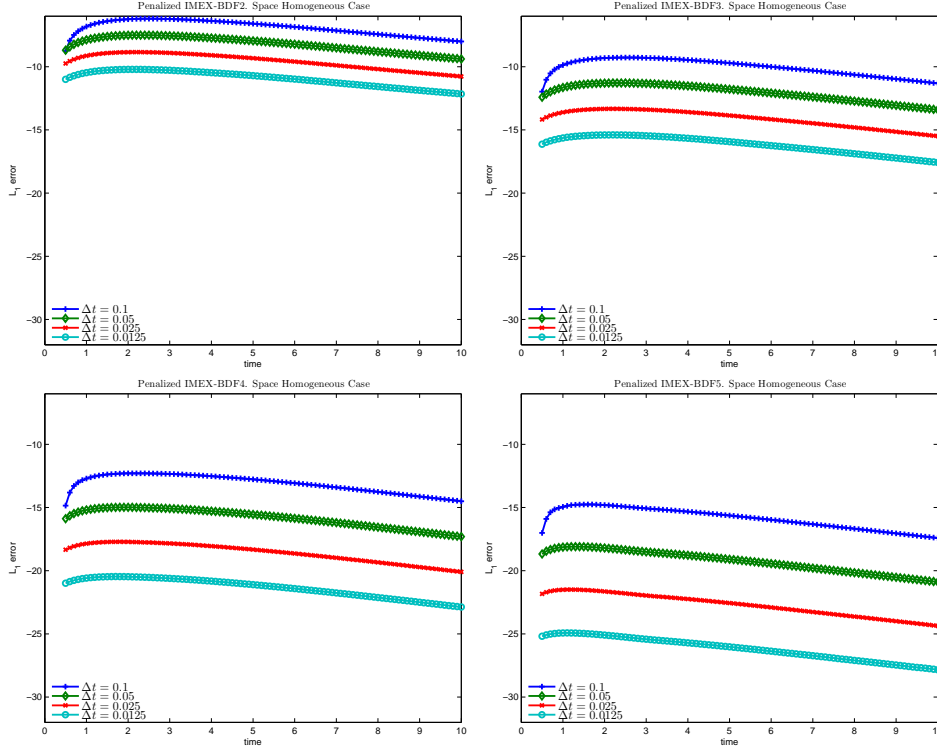 Penalized IMEX-BDF2. Space Homogeneous Case
L1 error
−10
−15
−20
−25
−30
Δt = 0.1
Δt = 0.05
Δt = 0.025
Δt = 0.0125
0 1 2 3 4 5 6 7 8 9 10
time
Penalized IMEX-BDF3. Space Homogeneous Case
L1 error
−10
−15
−20
−25
−30
Δt = 0.1
Δt = 0.05
Δt = 0.025
Δt = 0.0125
0 1 2 3 4 5 6 7 8 9 10
time
Penalized IMEX-BDF4. Space Homogeneous Case
L1 error
−10
−15
−20
−25
−30
Δt = 0.1
Δt = 0.05
Δt = 0.025
Δt = 0.0125
0 1 2 3 4 5 6 7 8 9 10
time
Penalized IMEX-BDF5. Space Homogeneous Case
L1 error
−10
−15
−20
−25
−30
Δt = 0.1
Δt = 0.05
Δt = 0.025
Δt = 0.0125
0 1 2 3 4 5 6 7 8 9 10
time